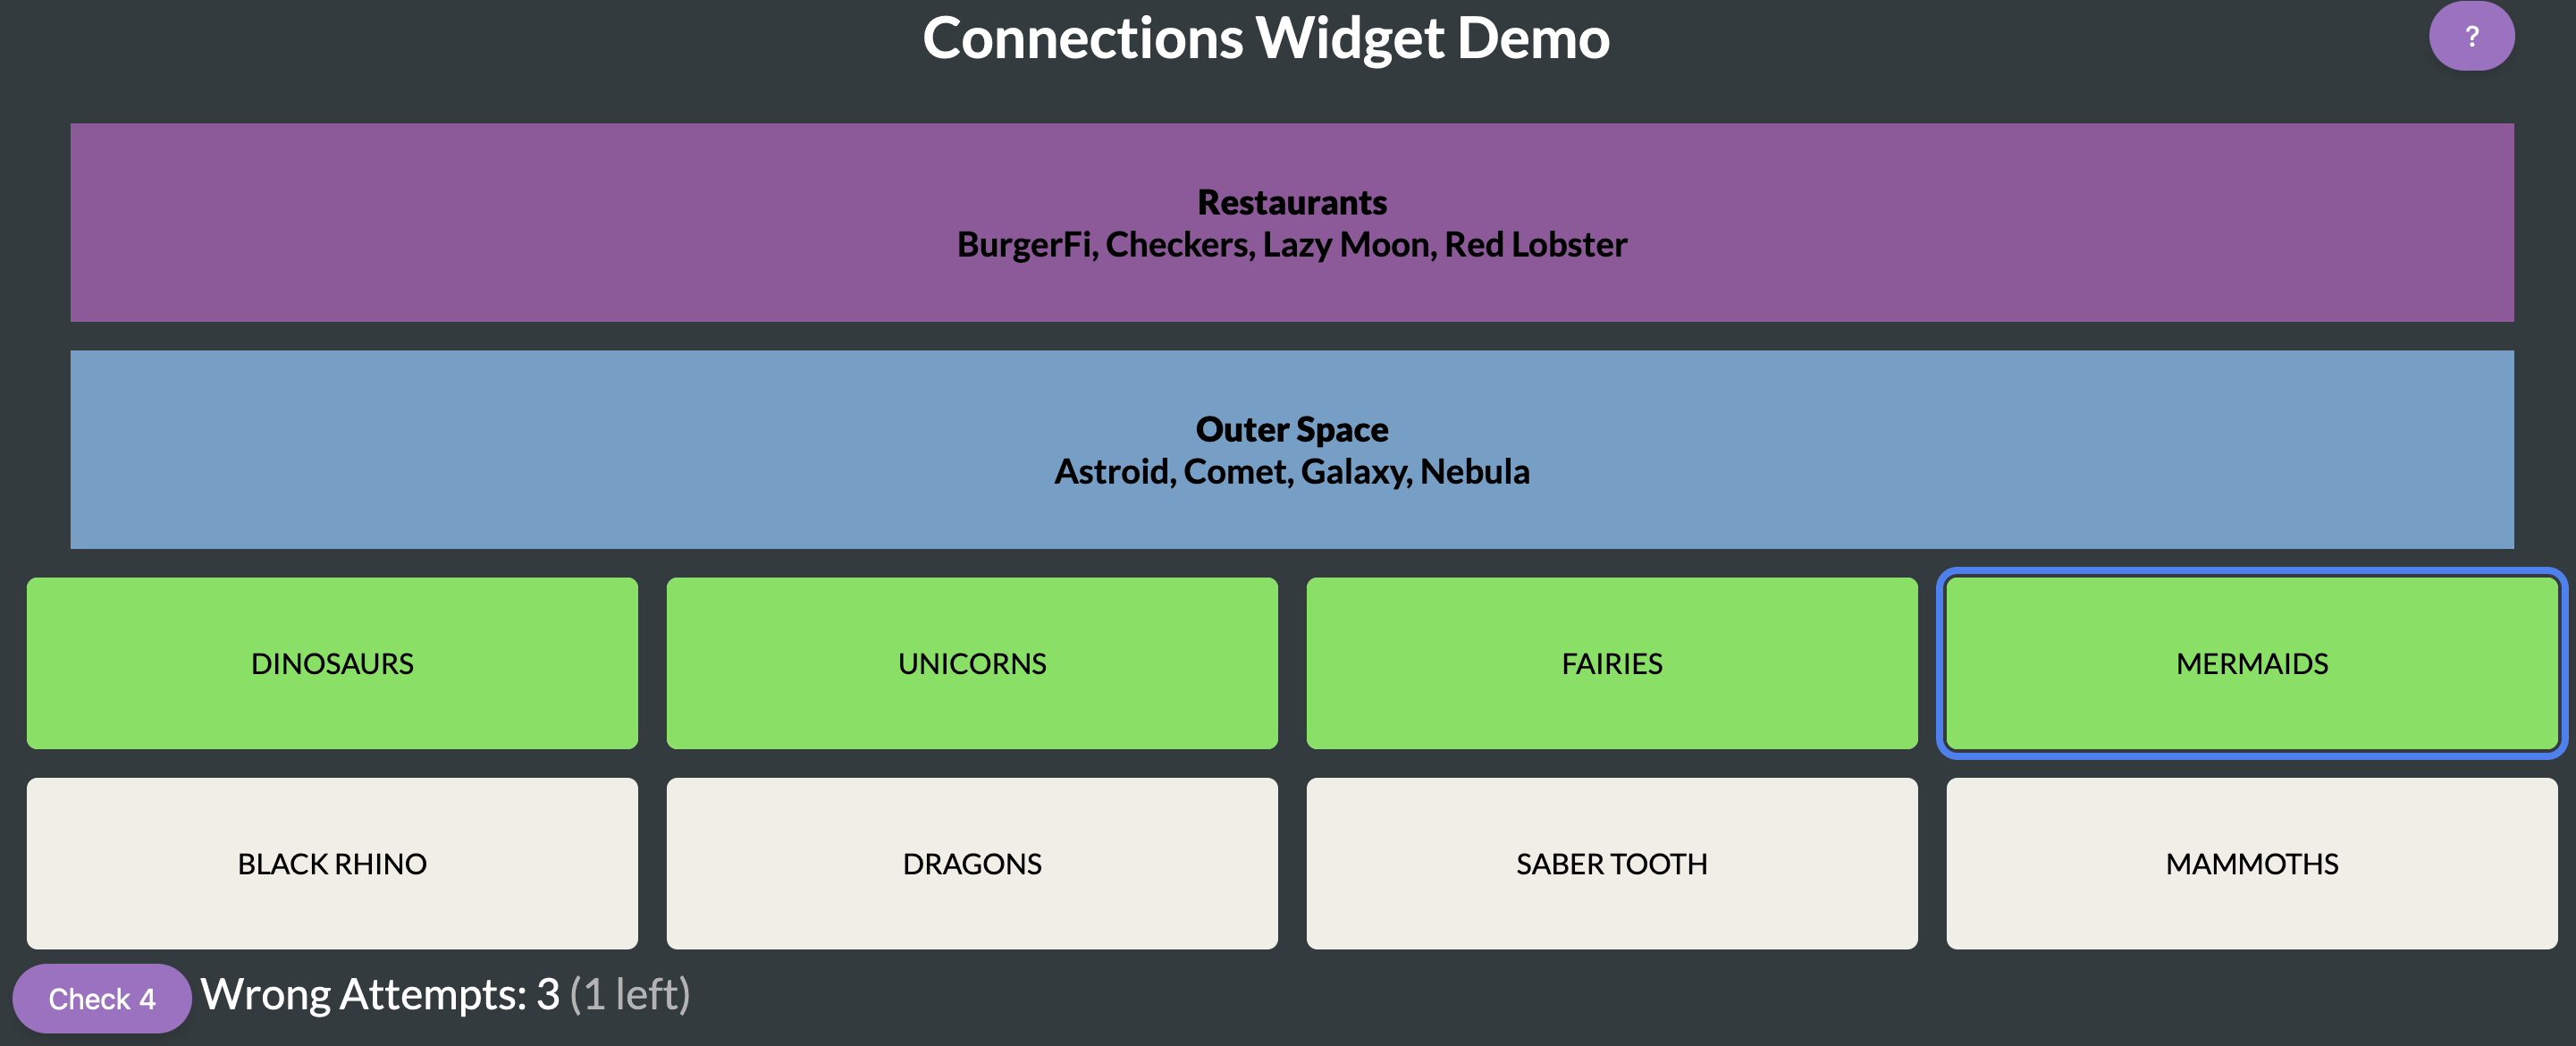 Connections Widget Demo
?
Restaurants
BurgerFi, Checkers, Lazy Moon, Red Lobster
Outer Space
Astroid, Comet, Galaxy, Nebula
DINOSAURS
UNICORNS
FAIRIES
MERMAIDS
BLACK RHINO
DRAGONS
SABER TOOTH
MAMMOTHS
Check 4
Wrong Attempts: 3 (1 left)